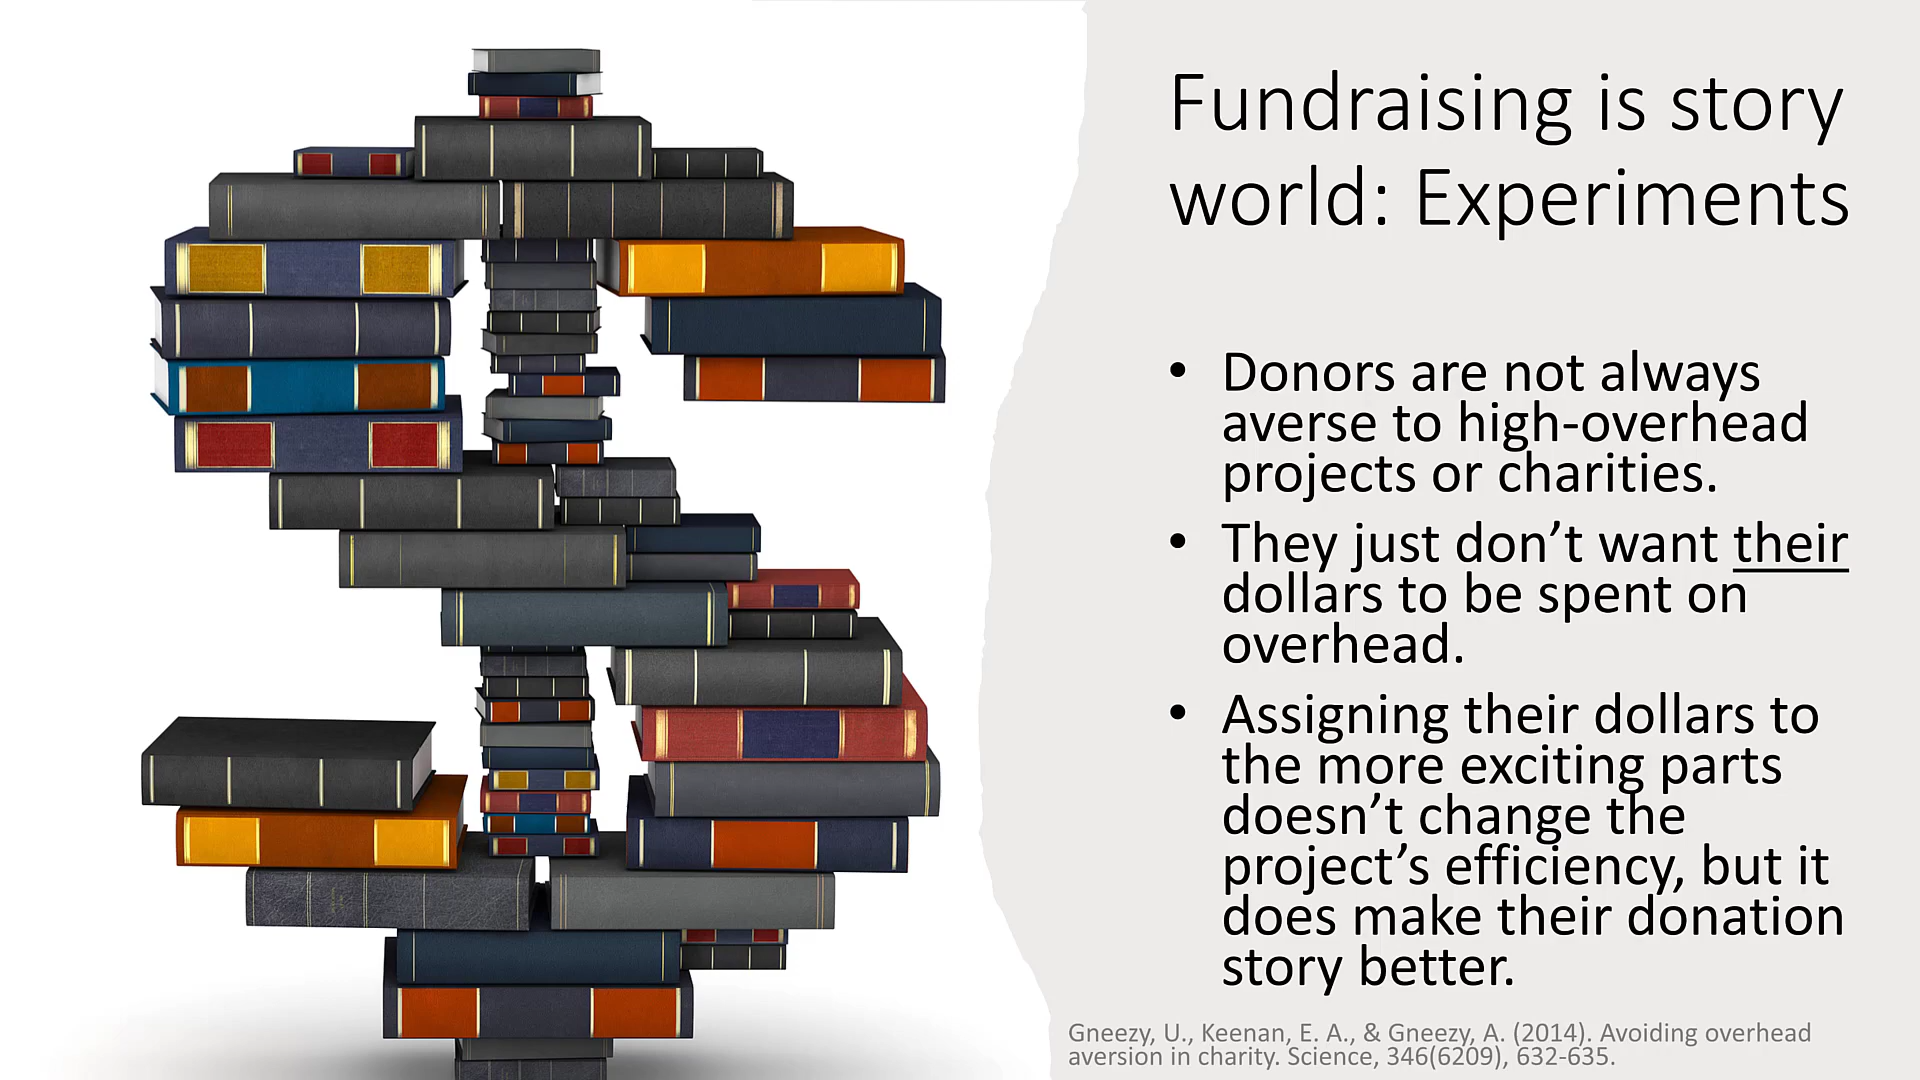 Fundraising is story
world: Experiments
• Donors are not always
averse to high-overhead
projects or charities.
• They just don’t want their
dollars to be spent on
overhead.
• Assigning their dollars to
the more exciting parts
doesn’t change the
project’s efficiency, but it
does make their donation
story better.
Gneezy, U., Keenan, E. A., & Gneezy, A. (2014). Avoiding overhead
aversion in charity. Science, 346(6209), 632-635.